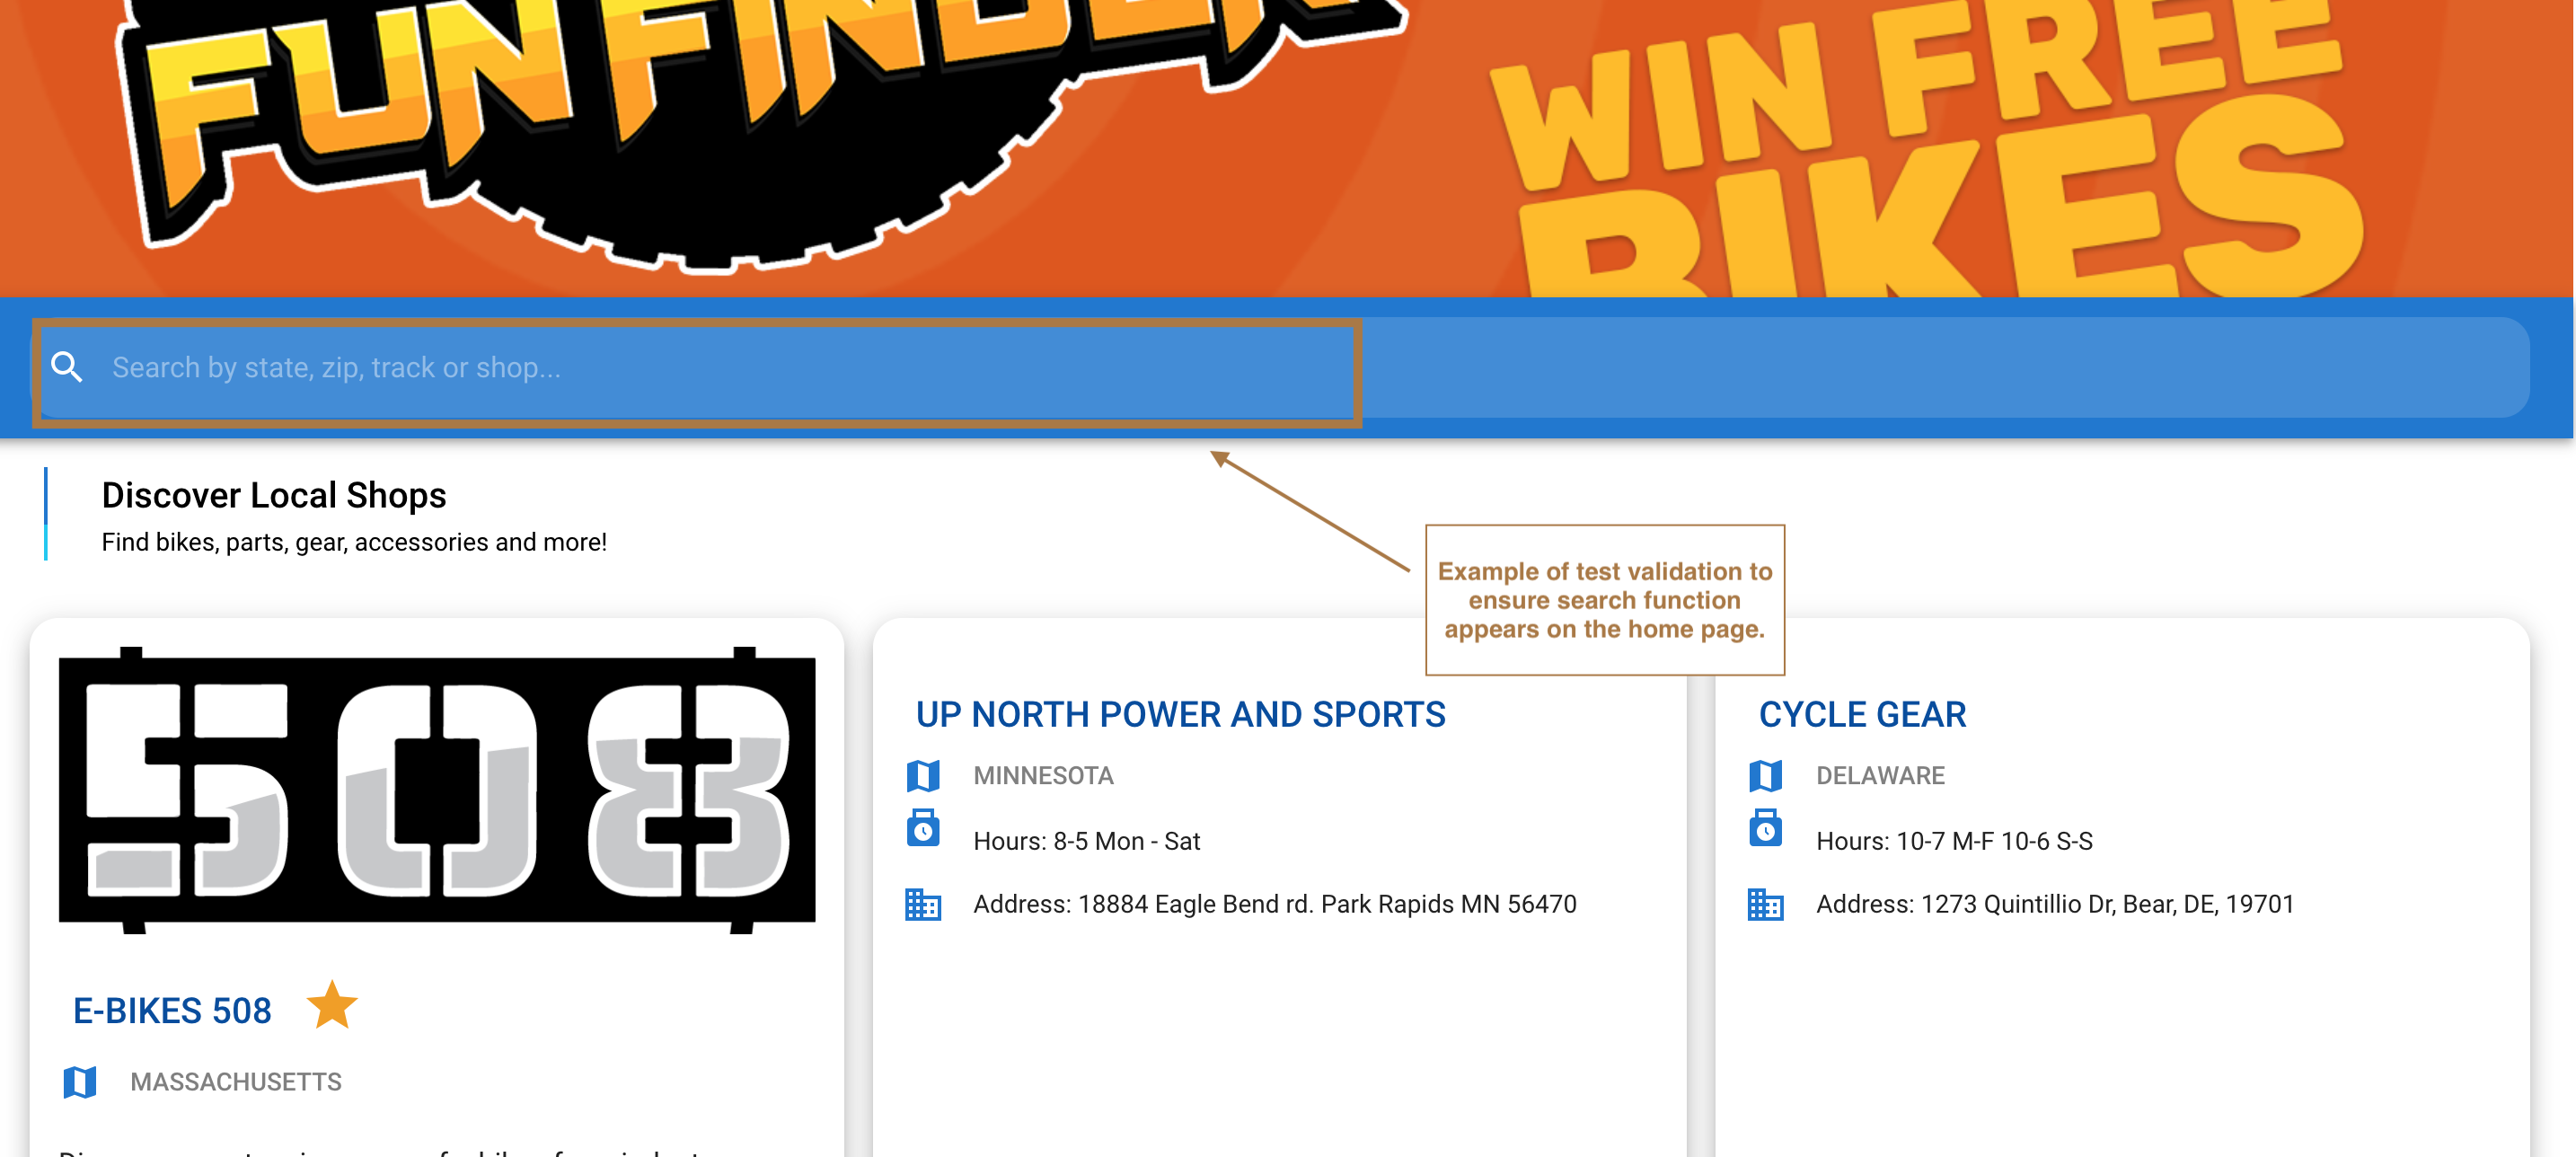 FUN FINDER
WIN FREE
BIKES
Search by state, zip, track or shop...
Discover Local Shops
Find bikes, parts, gear, accessories and more!
Example of test validation to
ensure search function
appears on the home page.
508
E-BIKES 508
MASSACHUSETTS
UP NORTH POWER AND SPORTS
MINNESOTA
Hours: 8-5 Mon - Sat
Address: 18884 Eagle Bend rd. Park Rapids MN 56470
CYCLE GEAR
DELAWARE
Hours: 10-7 M-F 10-6 S-S
Address: 1273 Quintillio Dr, Bear, DE, 19701